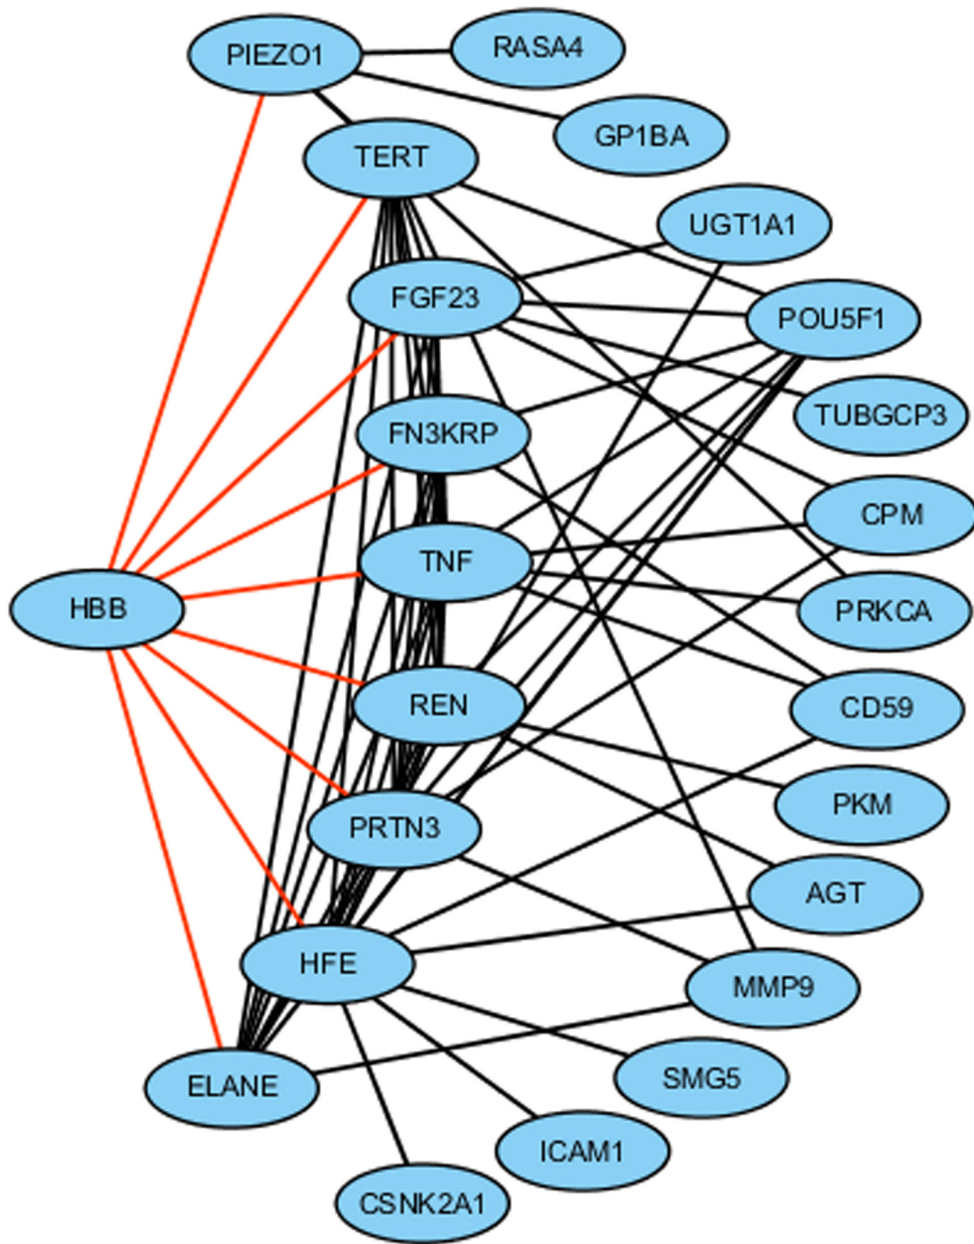 PIEZO1
RASA4
GP1BA
TERT
UGT1A1
FGF23
POU5F1
TUBGCP3
FN3KRP
CPM
TNF
HBB
PRKCA
REN
CD59
PKM
PRTN3
AGT
HFE
MMP9
SMG5
ELANE
ICAM1
CSNK2A1